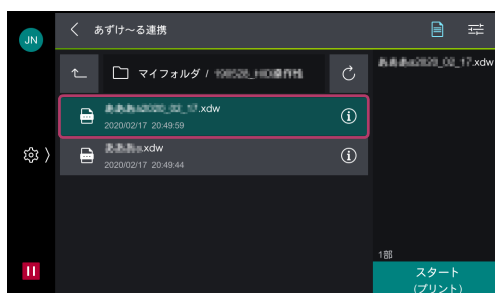 JN
あずけ〜る連携
マイフォルダ /
.xdw
2020/02/17 20:49:59
.xdw
2020/02/17 20:49:44
.xdw
1部
スタート
(プリント)